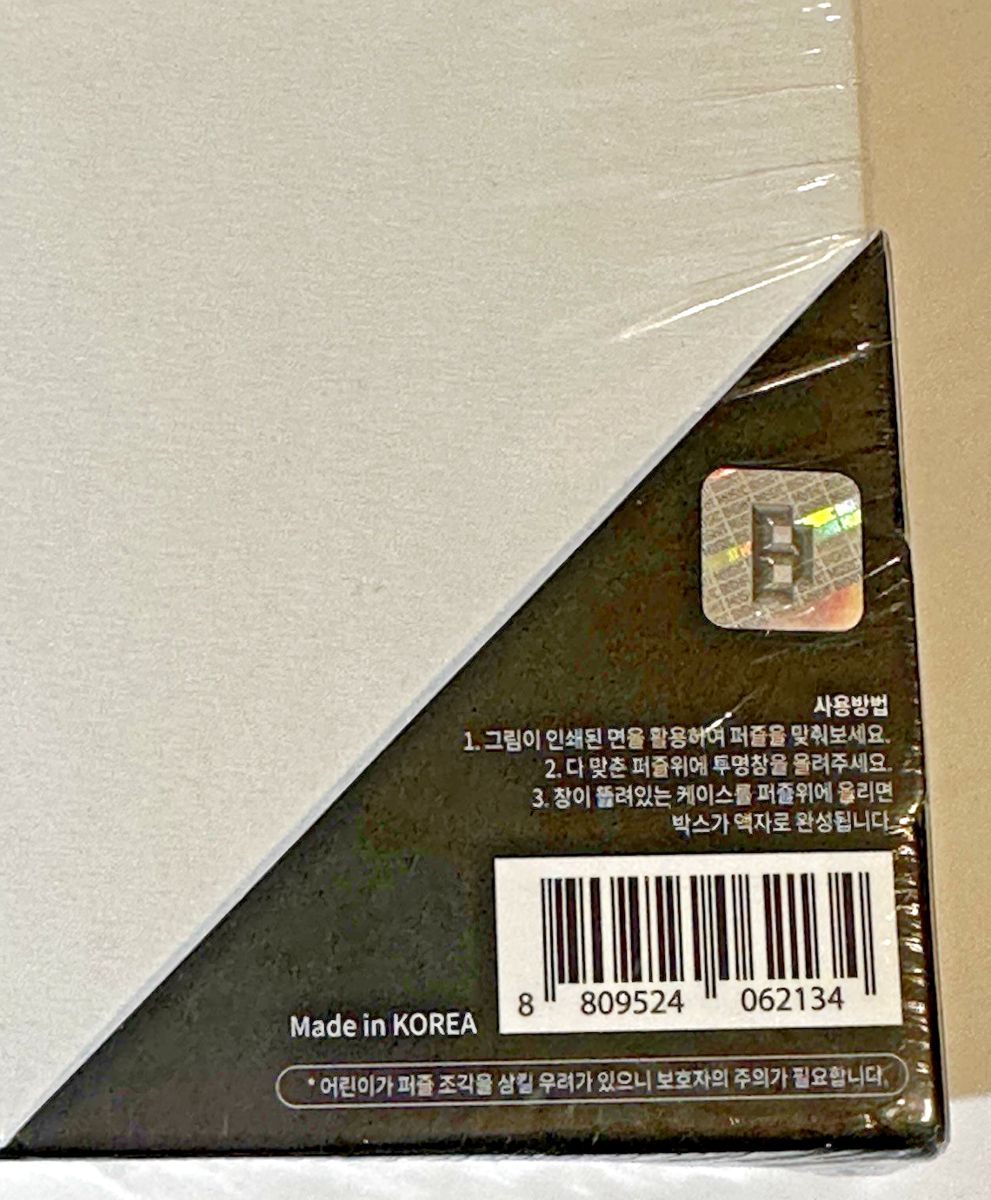 사용방법
1. 그림이 인쇄된 면을 활용하여 퍼즐을 맞춰보세요.
2. 다 맞춘 퍼즐위에 투명창을 올려주세요.
3. 창이 뚫려있는 케이스를 퍼즐위에 올리면
박스가 액자로 완성됩니다.
8 809524 062134
Made in KOREA
* 어린이가 퍼즐 조각을 삼킬 우려가 있으니 보호자의 주의가 필요합니다.